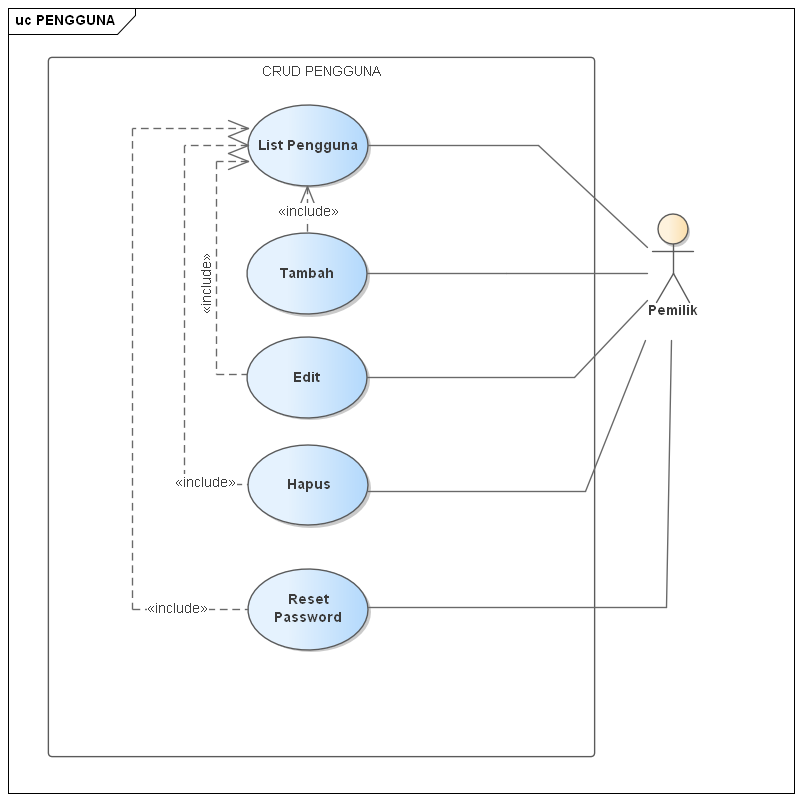 uc PENGGUNA
CRUD PENGGUNA
List Pengguna
«include»
Tambah
«include»
Pemilik
Edit
«include»
Hapus
«include»
Reset
Password